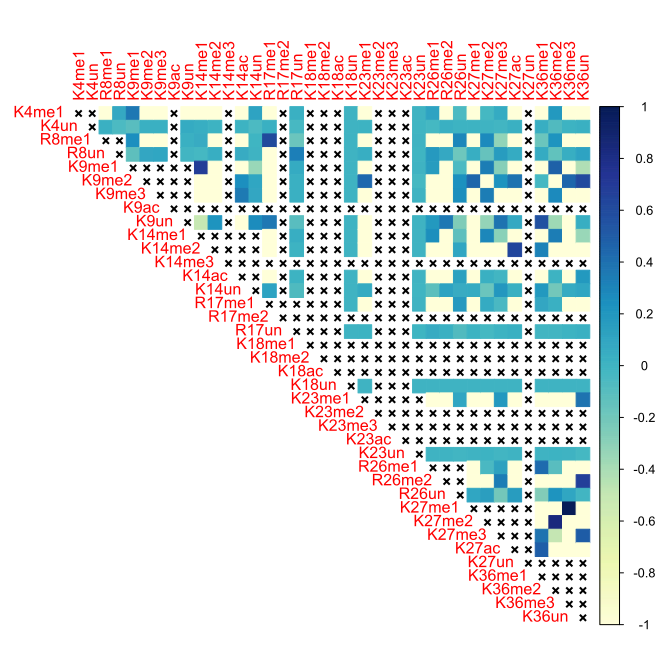 K4me1
K4un
R8me1
R8un
K9me1
K9me2
K9me3
K9ac
K9un
K14me1
K14me2
K14me3
K14ac
K14un
R17me1
R17me2
R17un
K18me1
K18me2
K18ac
K18un
K23me1
K23me2
K23me3
K23ac
K23un
R26me1
R26me2
R26un
K27me1
K27me2
K27me3
K27ac
K27un
K36me1
K36me2
K36me3
K36un
K4me1
K4un
R8me1
R8un
K9me1
K9me2
K9me3
K9ac
K9un
K14me1
K14me2
K14me3
K14ac
K14un
R17me1
R17me2
R17un
K18me1
K18me2
K18ac
K18un
K23me1
K23me2
K23me3
K23ac
K23un
R26me1
R26me2
R26un
K27me1
K27me2
K27me3
K27ac
K27un
K36me1
K36me2
K36me3
K36un
1
0.8
0.6
0.4
0.2
0
-0.2
-0.4
-0.6
-0.8
-1